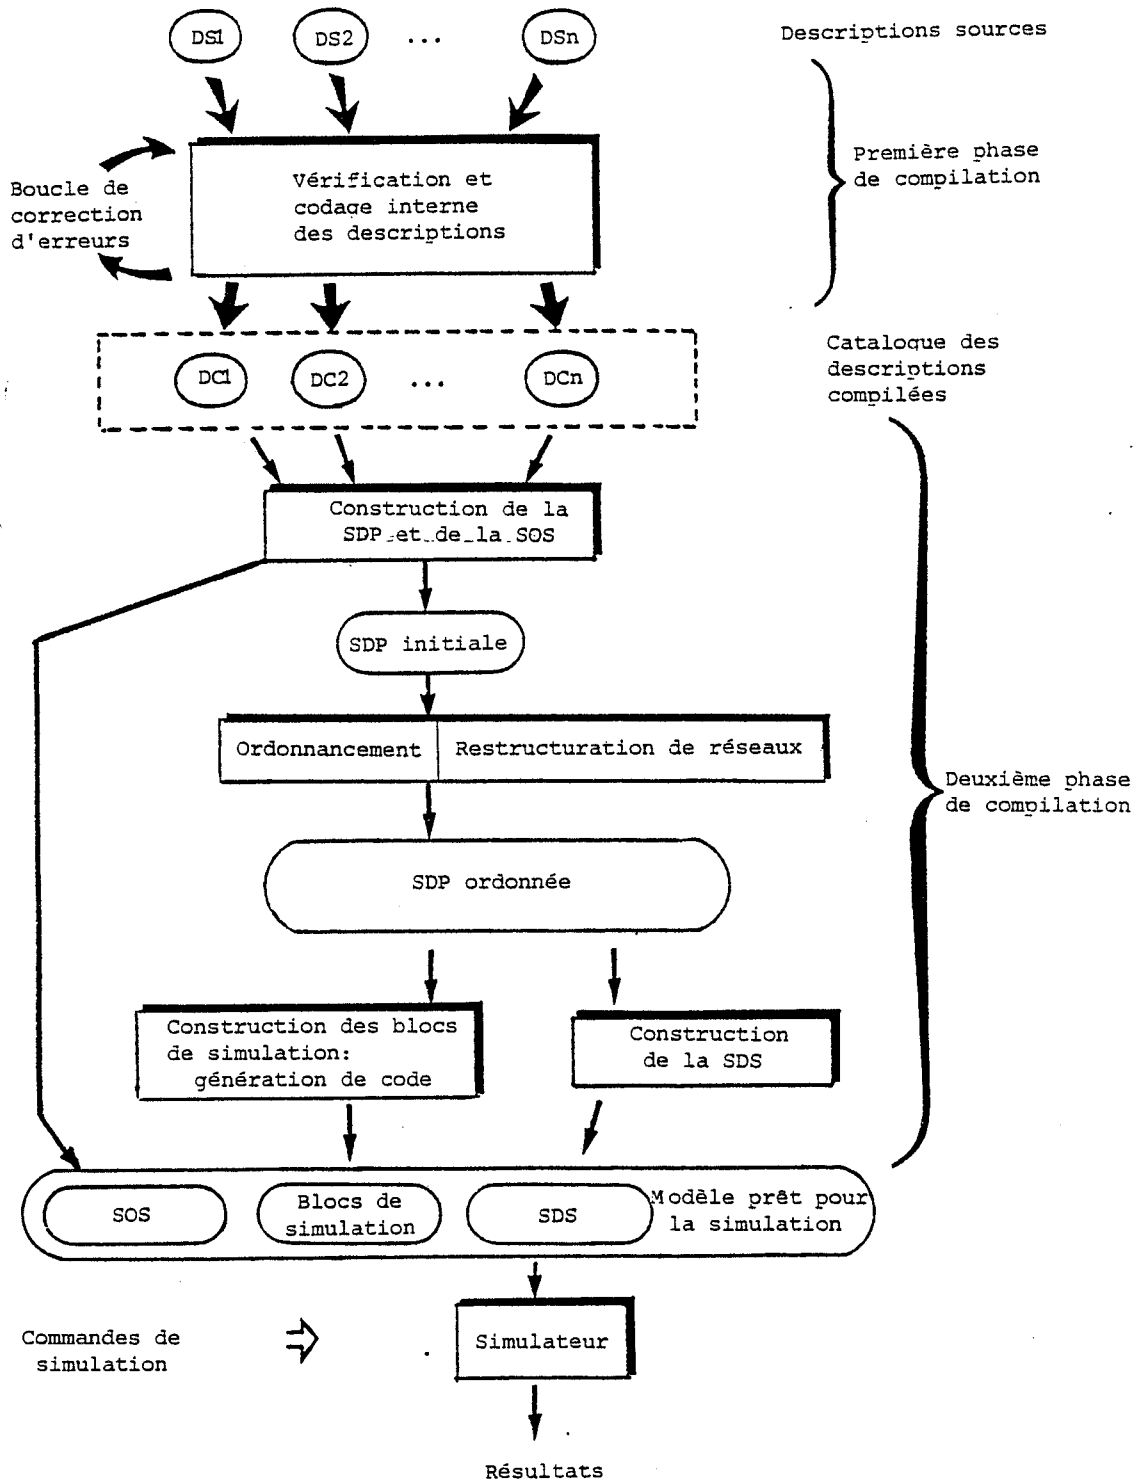 DS1 DS2 ... DSn
Descriptions sources
Première phase
de compilation
Vérification et
codage interne
des descriptions
Boucle de
correction
d'erreurs
Catalogue des
descriptions
compilées
DC1 DC2 ... DCn
Construction de la
SDP et de la SOS
SDP initiale
Ordonnancement Restructuration de réseaux
Deuxième phase
de compilation
SDP ordonnée
Construction des blocs
de simulation:
génération de code
Construction
de la SDS
SOS
Blocs de
simulation
SDS
Modèle prêt pour
la simulation
Commandes de
simulation
Simulateur
Résultats